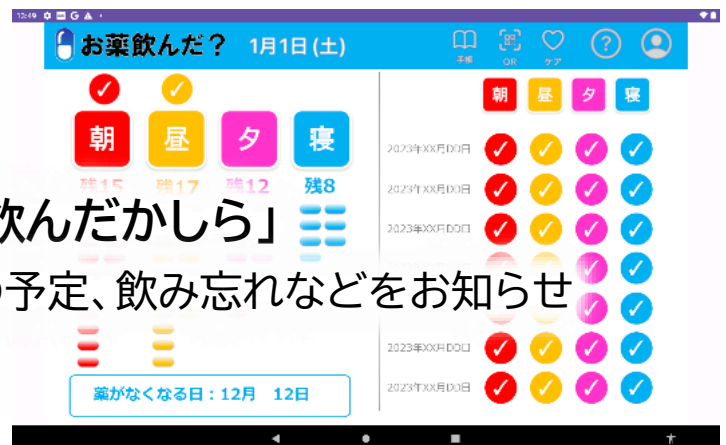 12:49
お薬飲んだ？ 1月1日(土)
手帳 QR ケア
朝 昼 夕 寝
残15 残17 残12 残8
飲んだかしら」
の予定、飲み忘れなどをお知らせ
薬がなくなる日：12月 12日
朝 昼 夕 寝
2023年XX月DD日
2023年XX月DD日
2023年XX月DD日
2023年XX月DD日
2023年XX月DD日